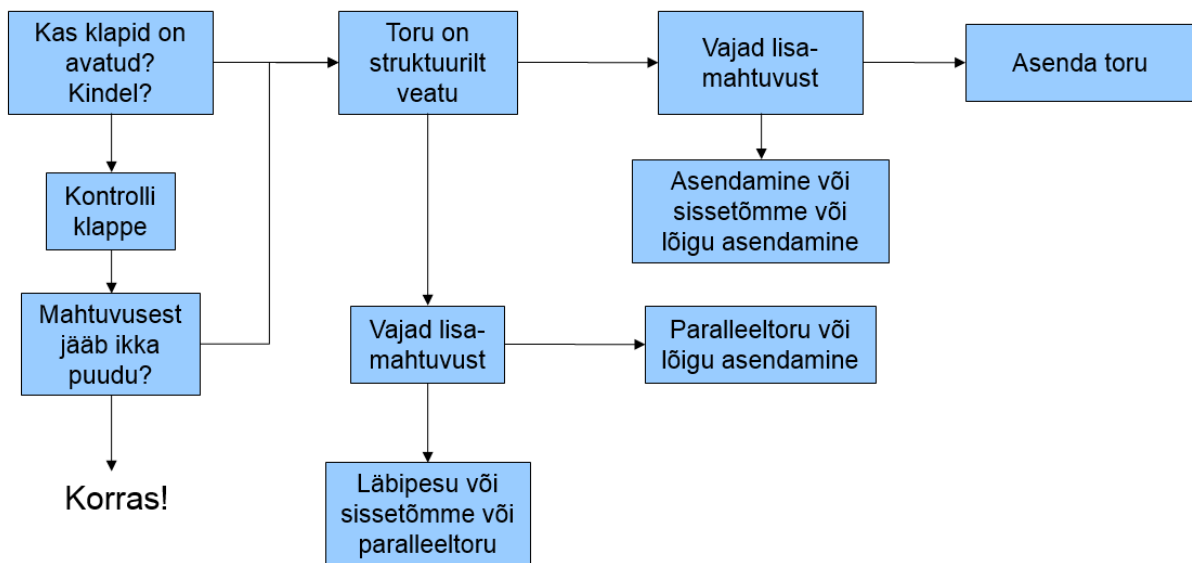 Kas klapid on
avatud?
Kindel?
Toru on
struktuurilt
veatu
Vajad lisa-
mahtuvust
Asenda toru
Kontrolli
klappe
Asendamine või
sissetõmme või
lõigu asendamine
Mahtuvusest
jääb ikka
puudu?
Vajad lisa-
mahtuvust
Paralleeltoru või
lõigu asendamine
Korras!
Läbipesu või
sissetõmme või
paralleeltoru